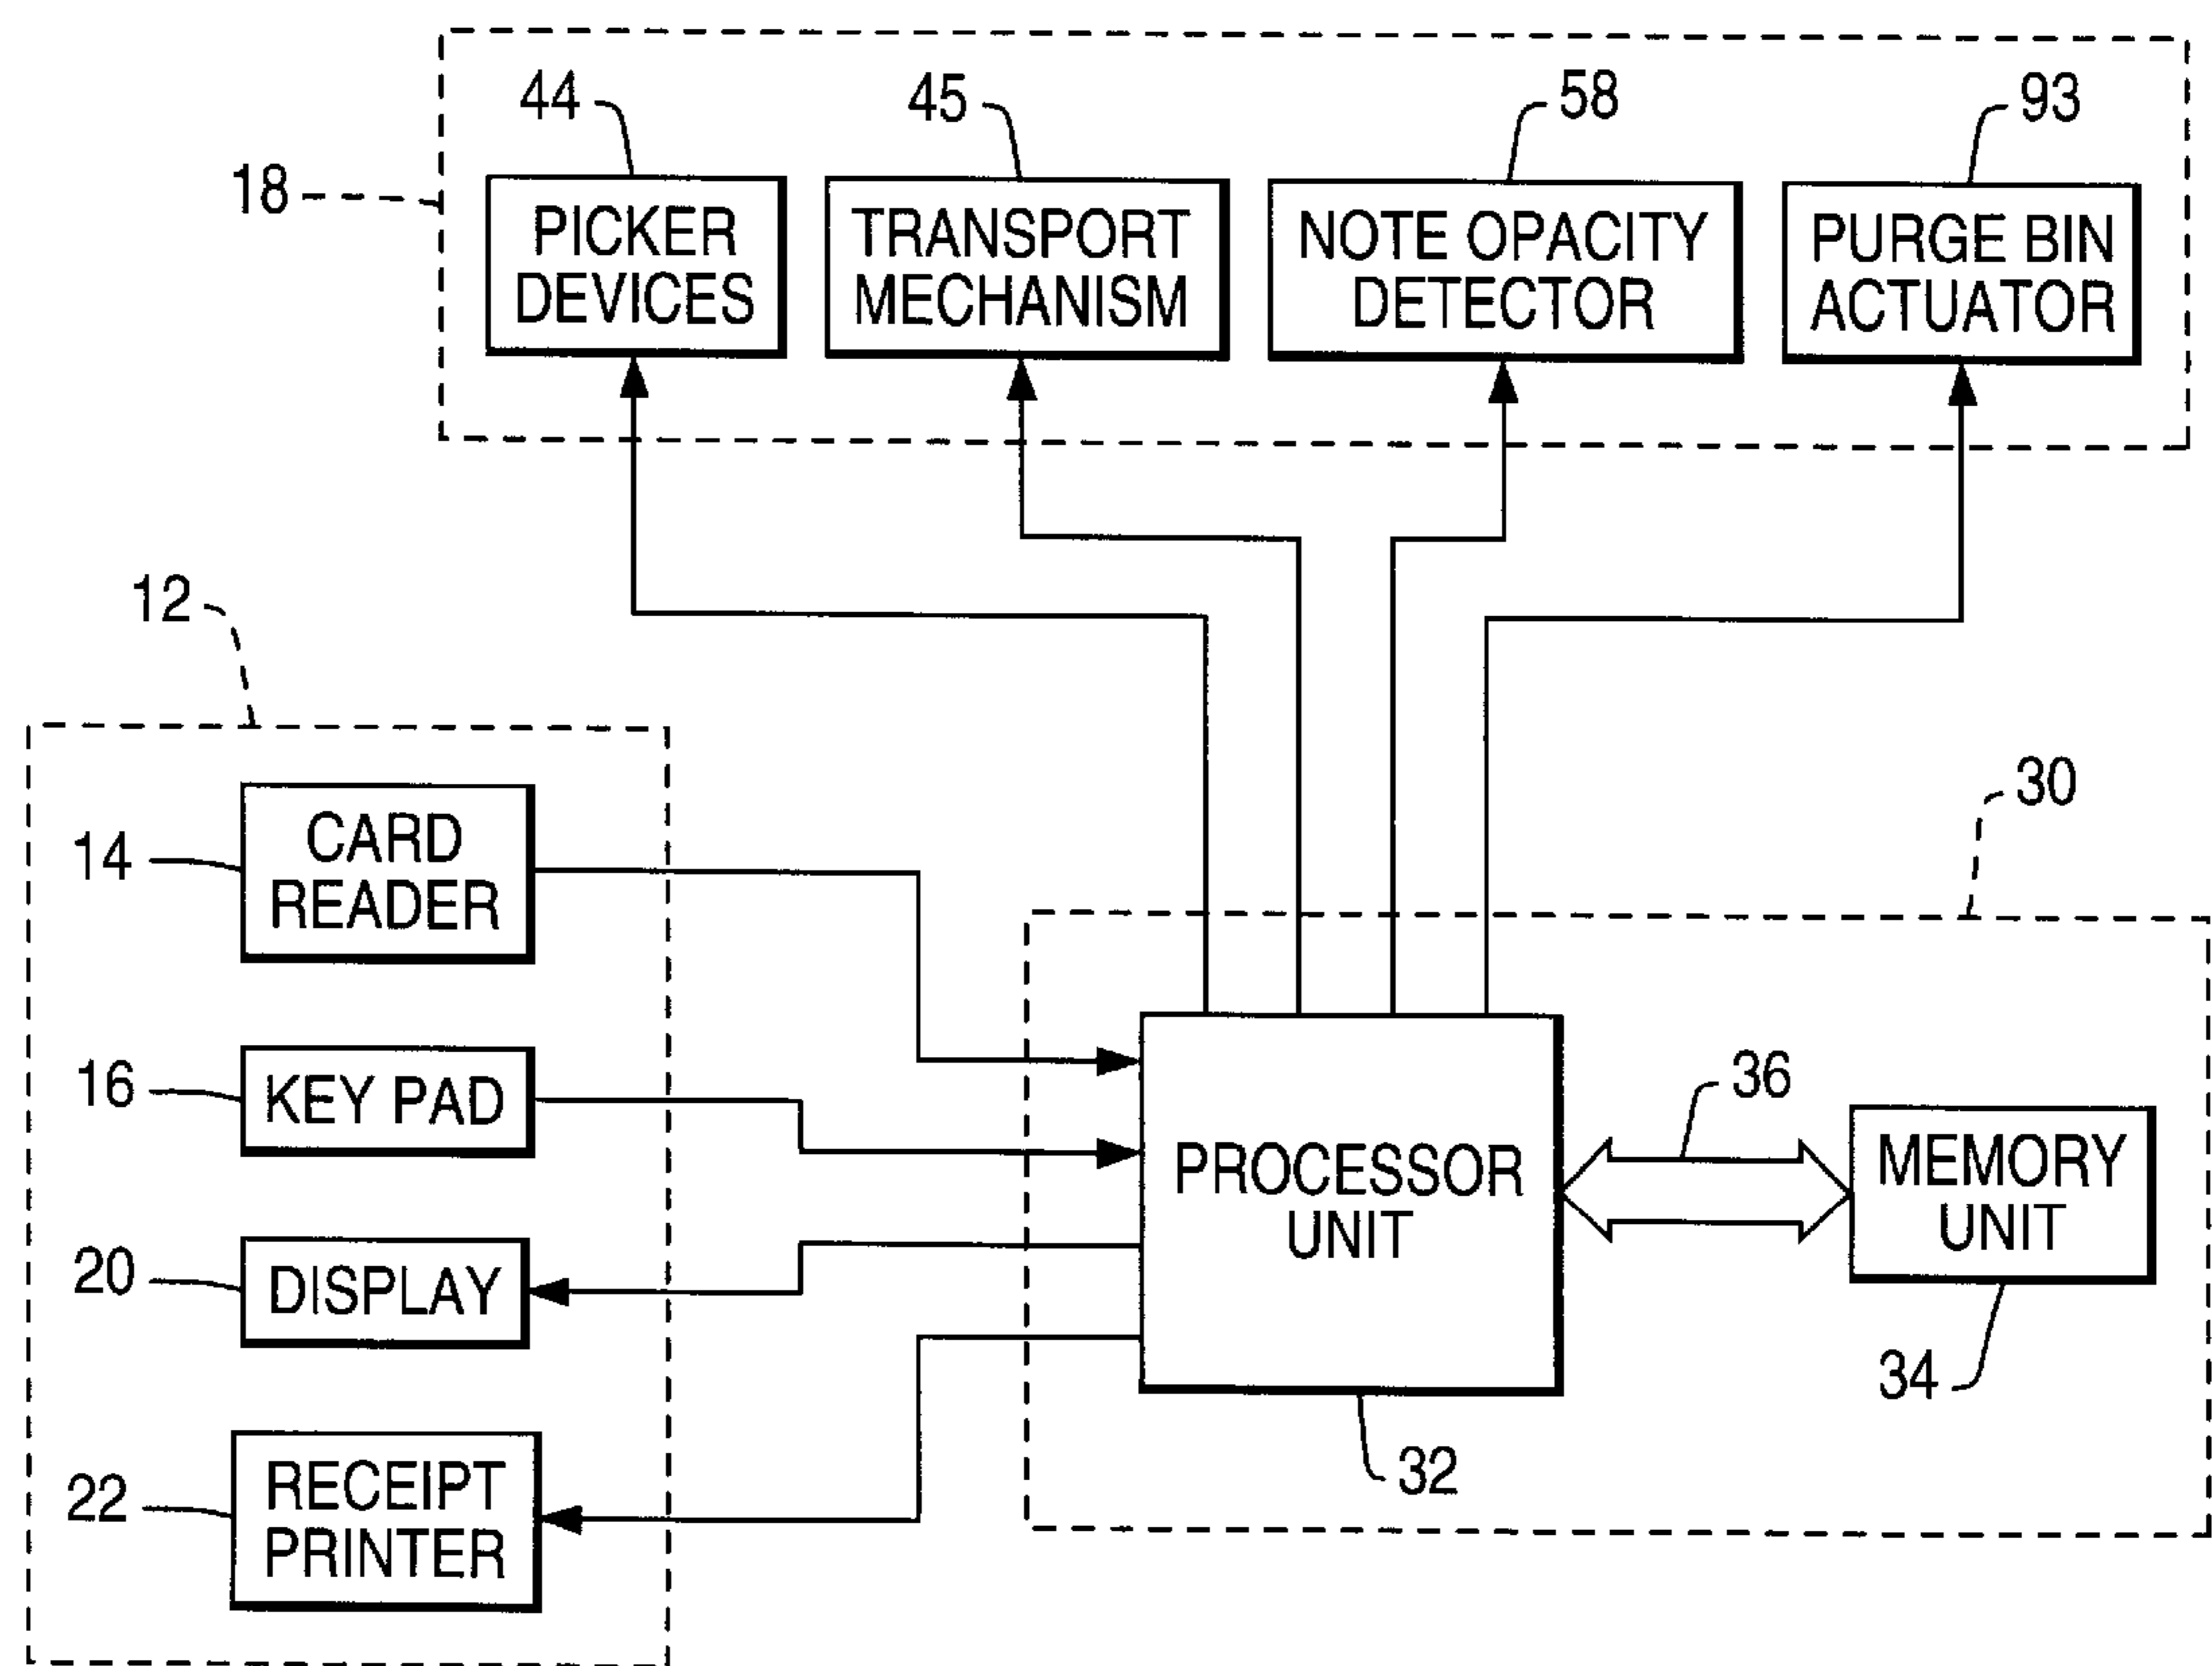 44
45
58
93
18
PICKER
DEVICES
TRANSPORT
MECHANISM
NOTE OPACITY
DETECTOR
PURGE BIN
ACTUATOR
12
30
14
CARD
READER
16
KEY PAD
20
DISPLAY
22
RECEIPT
PRINTER
PROCESSOR
UNIT
32
36
MEMORY
UNIT
34